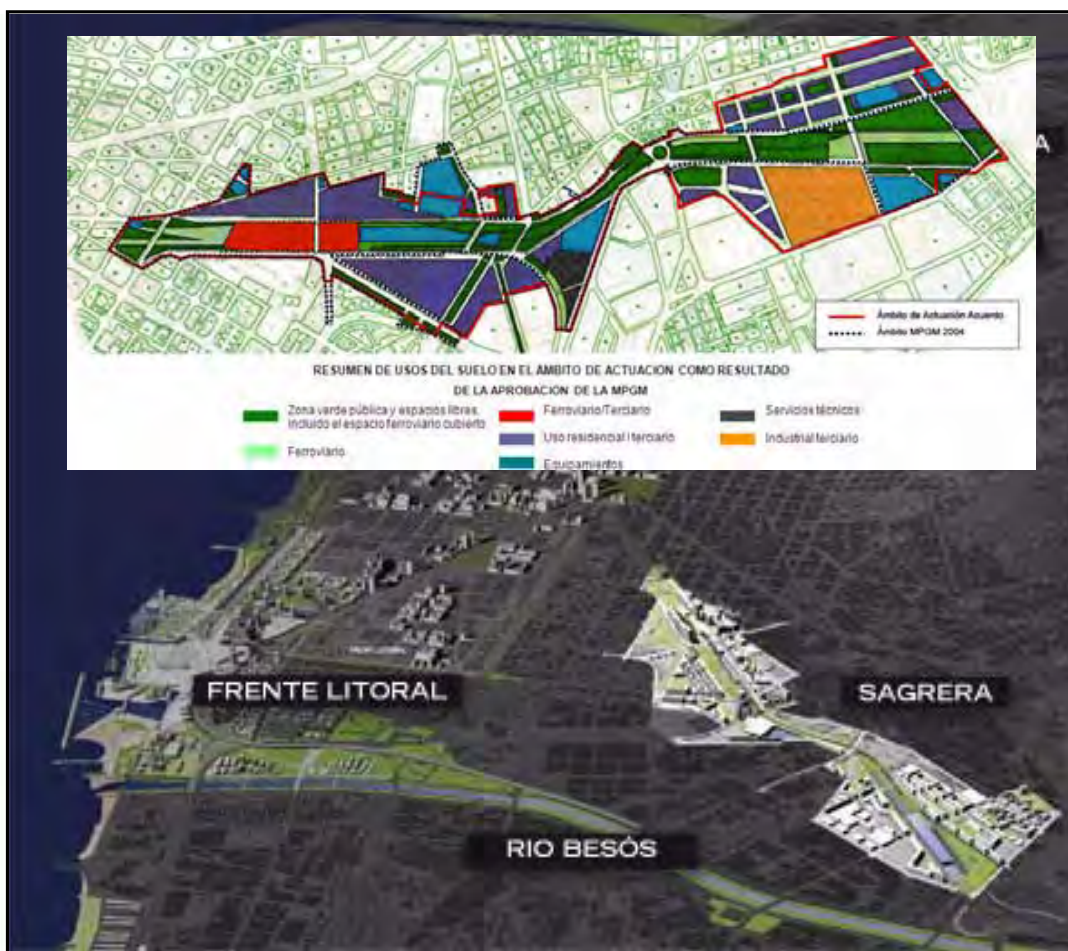 A
Ámbito de Actuación Acuerdo
Ámbito MPGM 2004
RESUMEN DE USOS DEL SUELO EN EL ÁMBITO DE ACTUACION COMO RESULTADO
DE LA APROBACION DE LA MPGM
Zona verde pública y espacios libres,
incluido el espacio ferroviario cubierto
Ferroviario
Ferroviario/Terciario
Uso residencial i terciario
Equipamientos
Servicios técnicos
Industrial terciario
FRENTE LITORAL
SAGRERA
RIO BESÓS